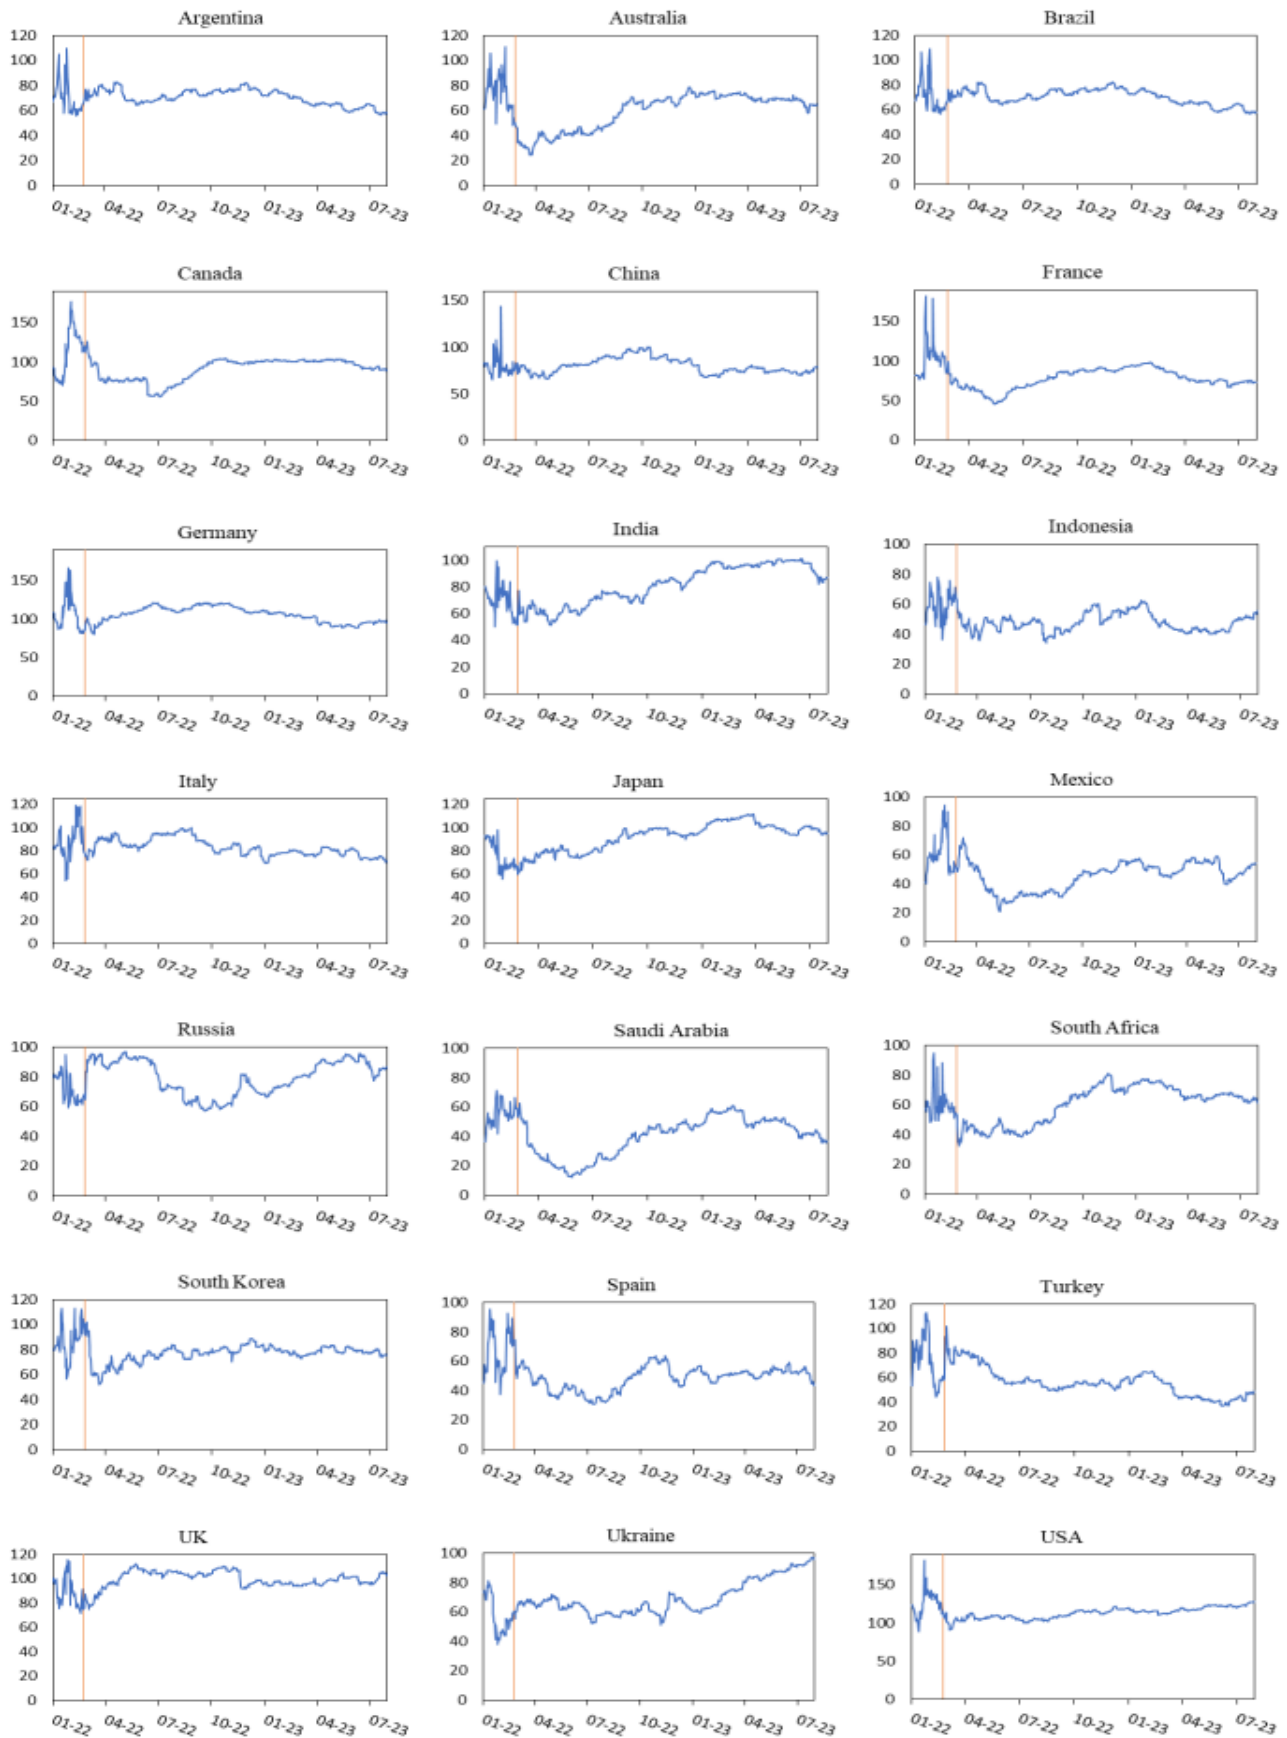 Argentina Australia Brazil
120 120 120
100 100 100
80 80 80
60 60 60
40 40 40
20 20 20
0 0 0
01-22 04-22 07-22 10-22 01-23 04-23 07-23 01-22 04-22 07-22 10-22 01-23 04-23 07-23 01-22 04-22 07-22 10-22 01-23 04-23 07-23
Canada China France
150 150 150
100 100 100
50 50 50
0 0 0
01-22 04-22 07-22 10-22 01-23 04-23 07-23 01-22 04-22 07-22 10-22 01-23 04-23 07-23 01-22 04-22 07-22 10-22 01-23 04-23 07-23
Germany India Indonesia
150 100 100
100 80 80
50 60 60
0 40 40
20 20
0 0
01-22 04-22 07-22 10-22 01-23 04-23 07-23 01-22 04-22 07-22 10-22 01-23 04-23 07-23 01-22 04-22 07-22 10-22 01-23 04-23 07-23
Italy Japan Mexico
120 120 100
100 100 80
80 80 60
60 60 40
40 40 20
20 20 0
0 0
01-22 04-22 07-22 10-22 01-23 04-23 07-23 01-22 04-22 07-22 10-22 01-23 04-23 07-23 01-22 04-22 07-22 10-22 01-23 04-23 07-23
Russia Saudi Arabia South Africa
100 100 100
80 80 80
60 60 60
40 40 40
20 20 20
0 0 0
01-22 04-22 07-22 10-22 01-23 04-23 07-23 01-22 04-22 07-22 10-22 01-23 04-23 07-23 01-22 04-22 07-22 10-22 01-23 04-23 07-23
South Korea Spain Turkey
120 100 120
100 80 100
80 60 80
60 40 60
40 20 40
20 0 20
0 0
01-22 04-22 07-22 10-22 01-23 04-23 07-23 01-22 04-22 07-22 10-22 01-23 04-23 07-23 01-22 04-22 07-22 10-22 01-23 04-23 07-23
UK Ukraine USA
120 100 150
100 80 100
80 60 50
60 40 0
40 20
20 0
0
01-22 04-22 07-22 10-22 01-23 04-23 07-23 01-22 04-22 07-22 10-22 01-23 04-23 07-23 01-22 04-22 07-22 10-22 01-23 04-23 07-23